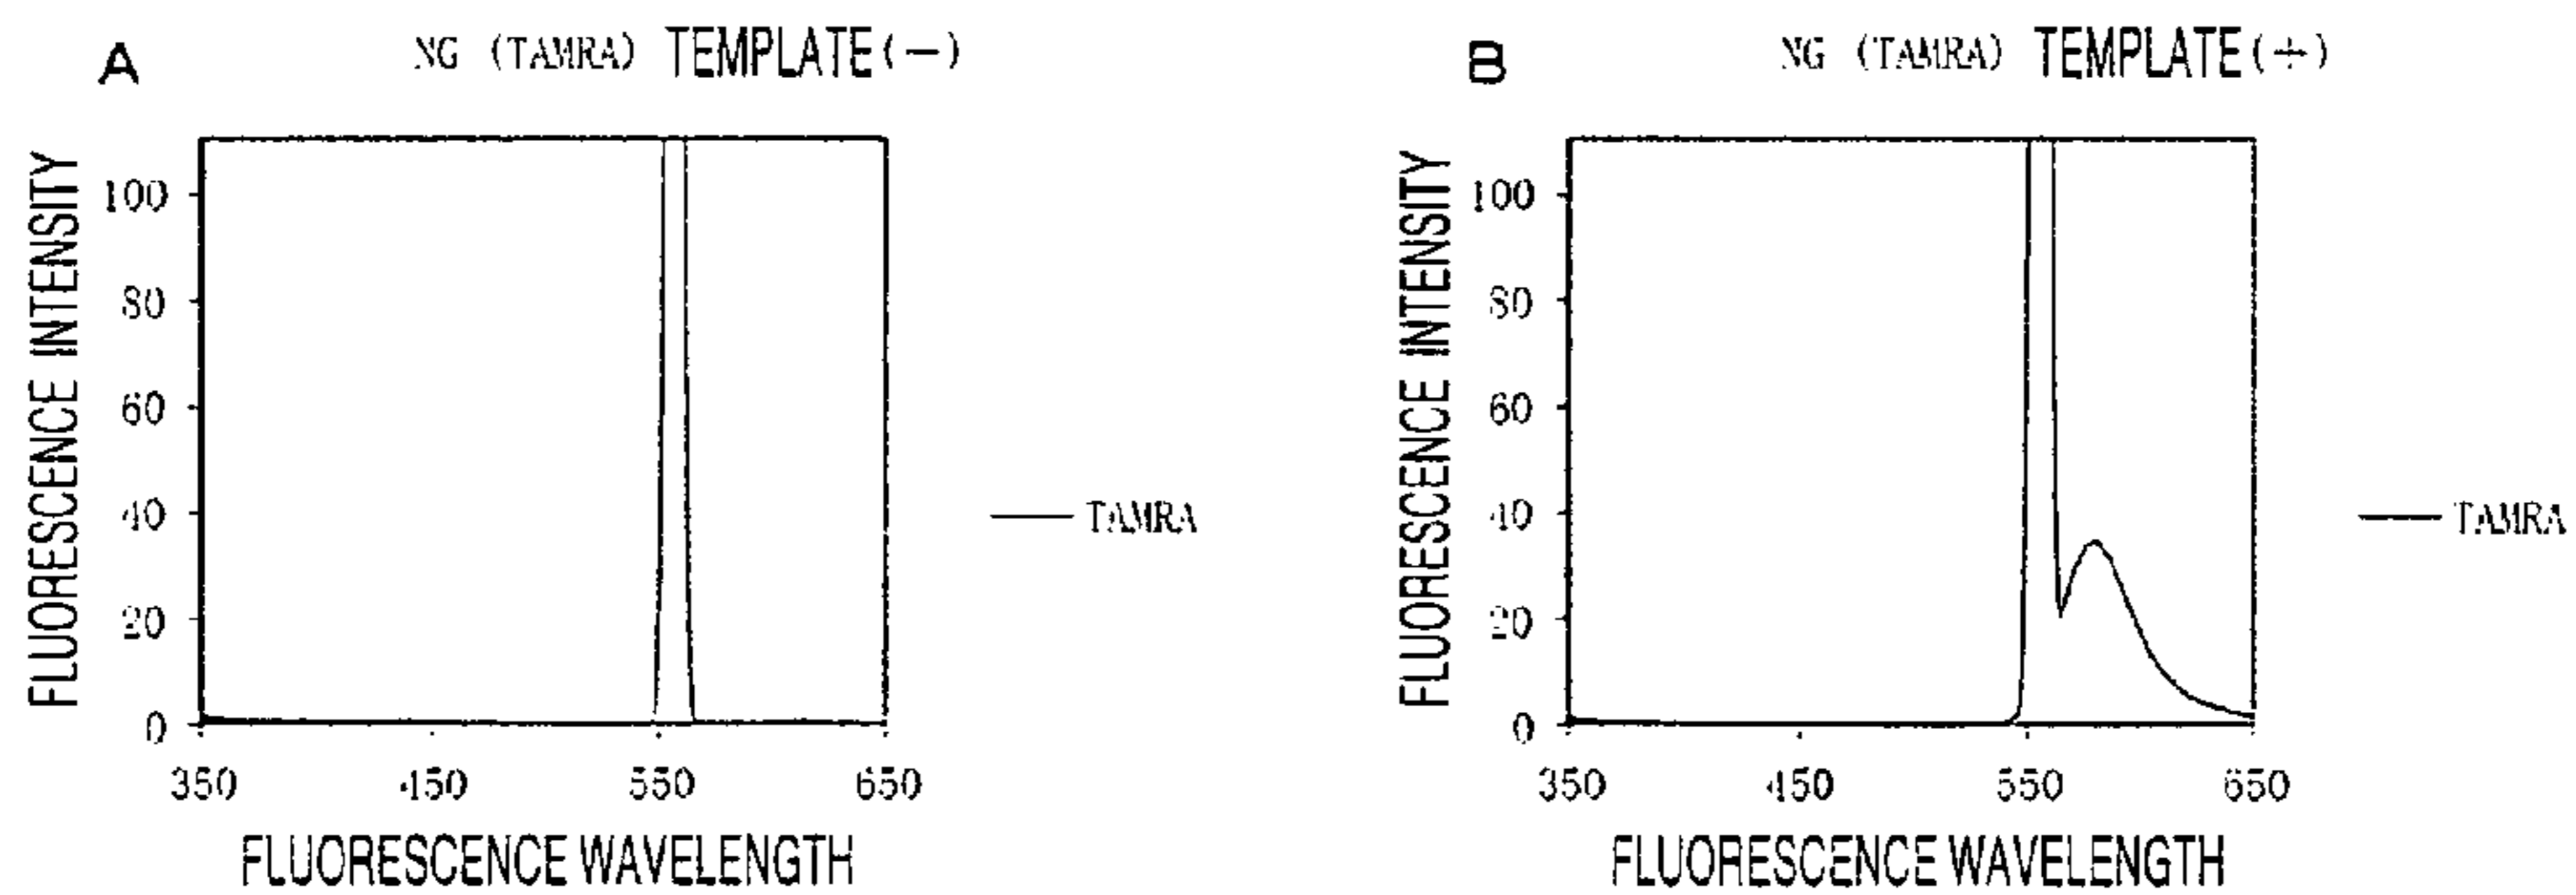 A
NG (TAMRA) TEMPLATE (−)
FLUORESCENCE INTENSITY
100
80
60
40
20
0
350 450 550 650
FLUORESCENCE WAVELENGTH
TAMRA
B
NG (TAMRA) TEMPLATE (+)
FLUORESCENCE INTENSITY
100
80
60
40
20
0
350 450 550 650
FLUORESCENCE WAVELENGTH
TAMRA